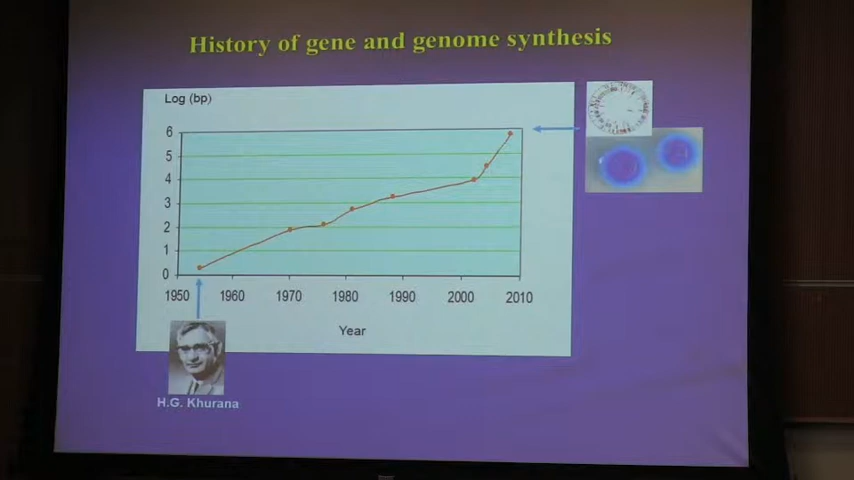 History of gene and genome synthesis
Log (bp)
6
5
4
3
2
1
0
1950 1960 1970 1980 1990 2000 2010
Year
H.G. Khurana